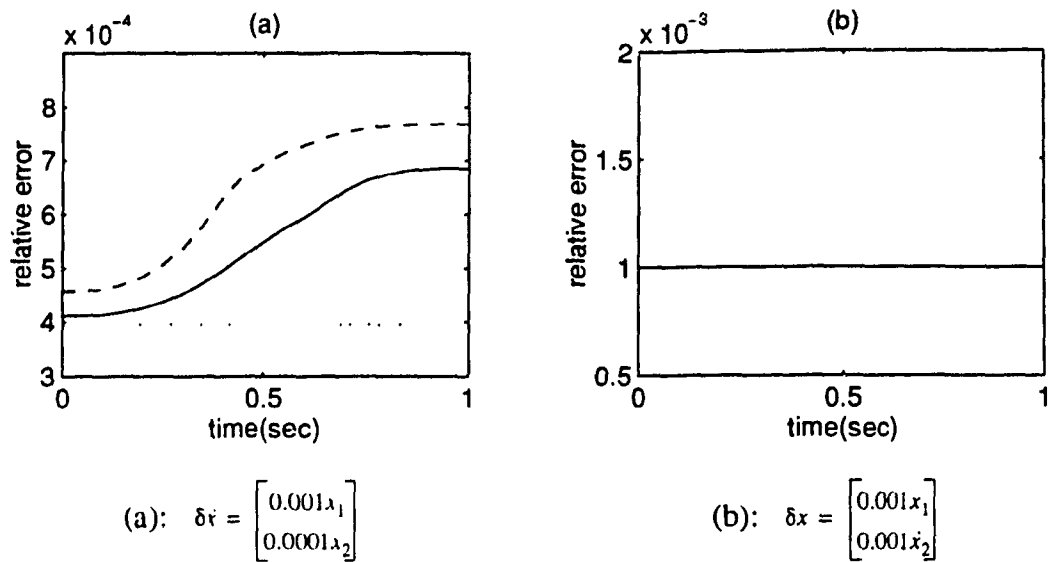 (a)
x 10⁻⁴
8
7
6
5
4
3
relative error
0
0.5
1
time(sec)
(b)
x 10⁻³
2
1.5
1
0.5
relative error
0
0.5
1
time(sec)
(a): δẋ = [0.001x₁
0.0001x₂]
(b): δx = [0.001x₁
0.001ẋ₂]